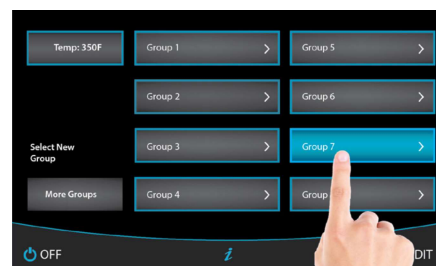 Temp: 350F
Group 1
Group 5
Group 2
Group 6
Select New
Group
Group 3
Group 7
More Groups
Group 4
Group
OFF
i
DIT